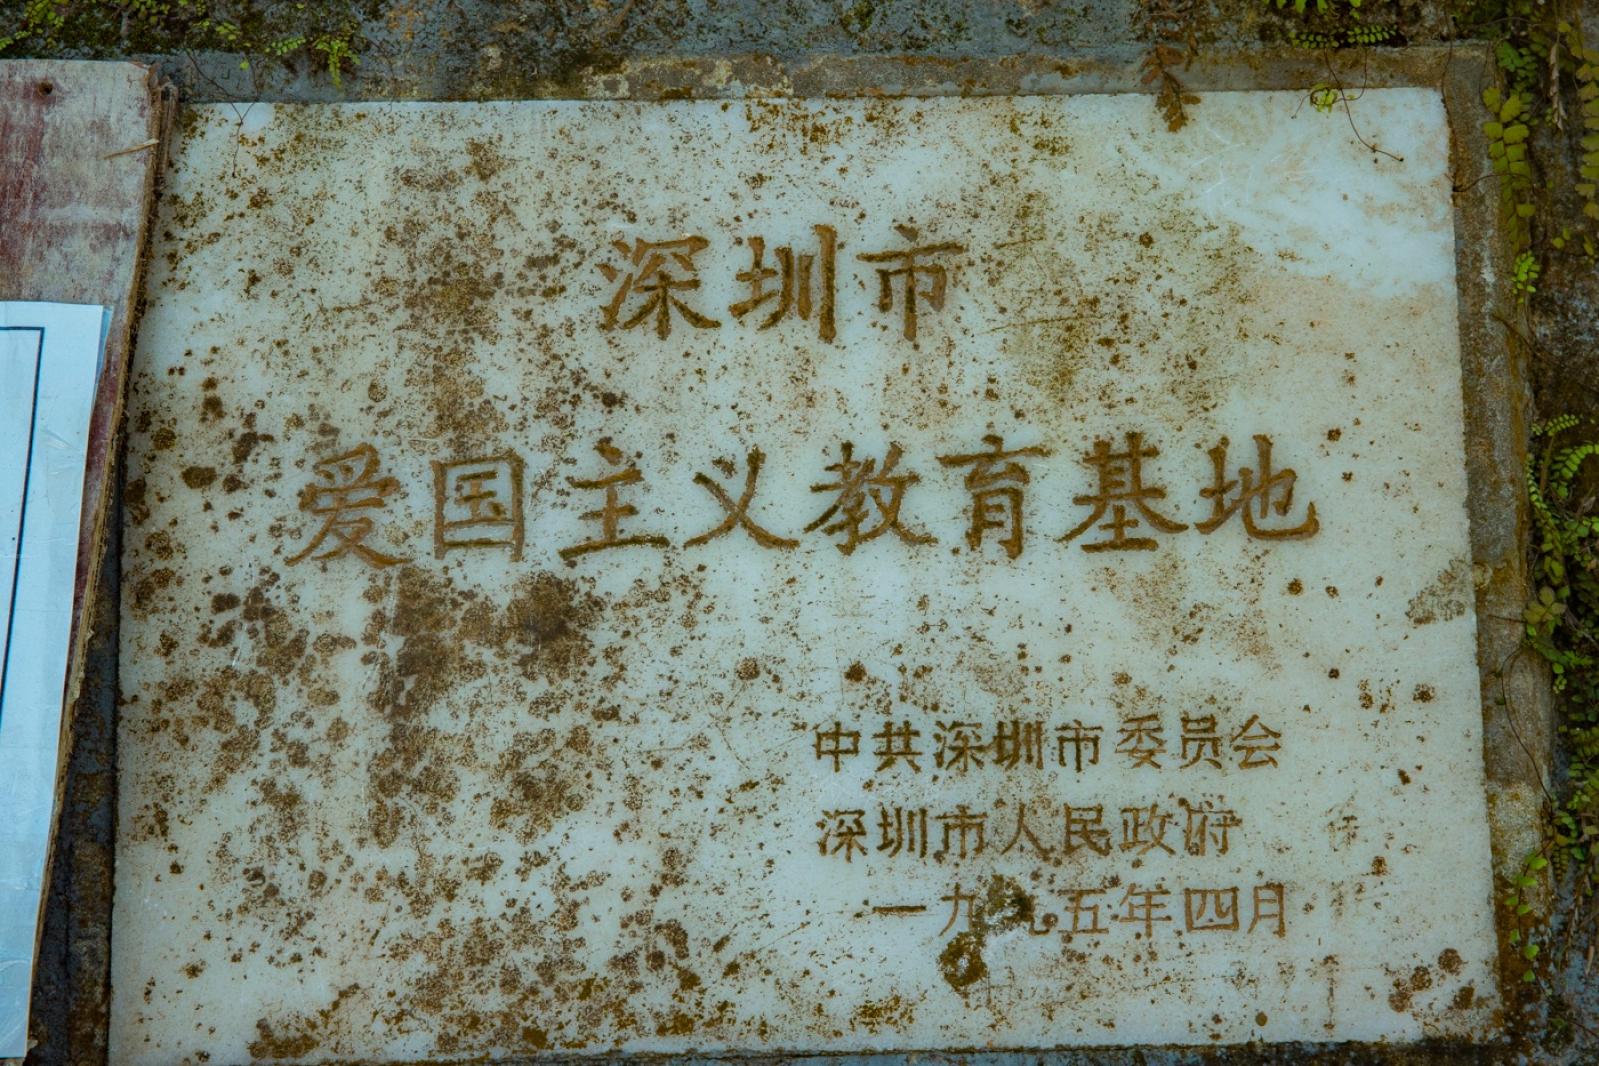 深圳市
爱国主义教育基地
中共深圳市委员会
深圳市人民政府
一九九五年四月